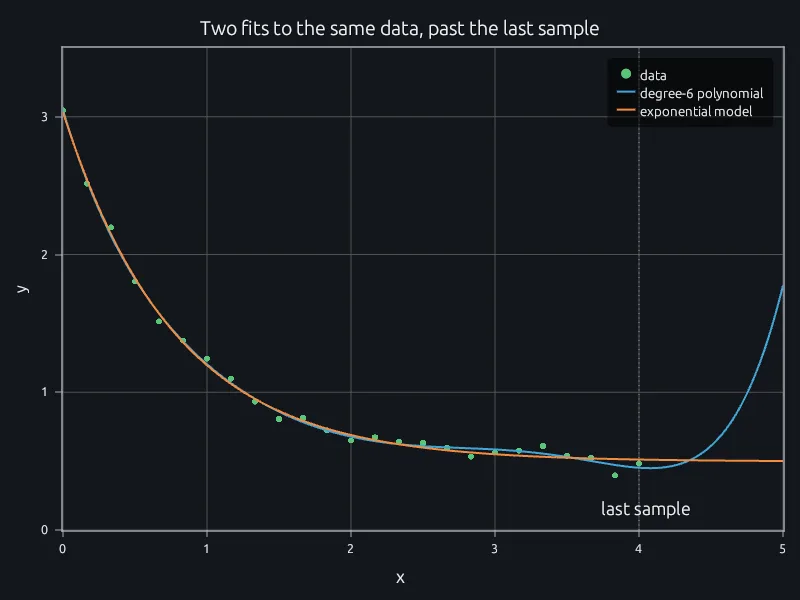 Two fits to the same data, past the last sample
data
degree-6 polynomial
exponential model
3
2
y
1
last sample
0
0 1 2 3 4 5
x